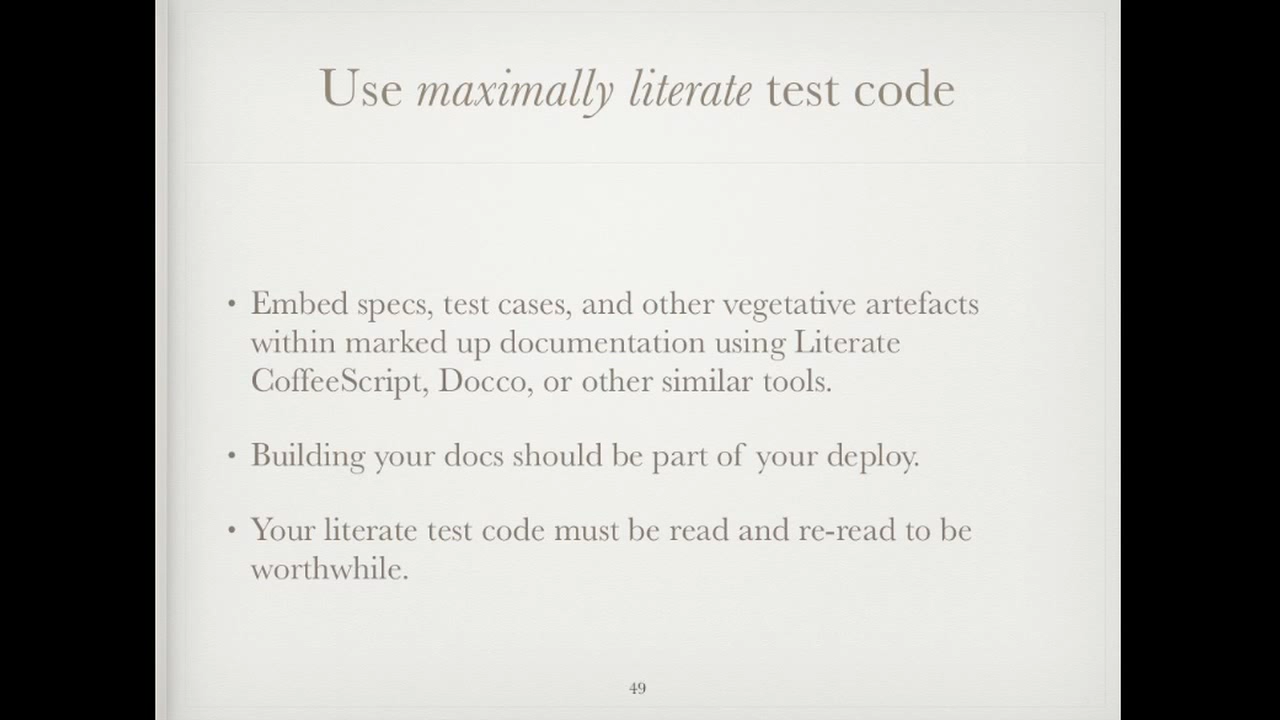 Use maximally literate test code
• Embed specs, test cases, and other vegetative artefacts
within marked up documentation using Literate
CoffeeScript, Docco, or other similar tools.
• Building your docs should be part of your deploy.
• Your literate test code must be read and re-read to be
worthwhile.
49